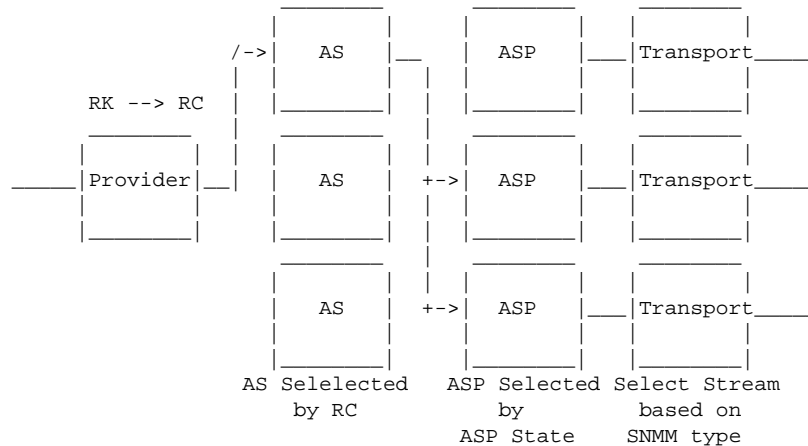 /-> AS ASP Transport
RK --> RC
Provider AS +-> ASP Transport
AS +-> ASP Transport
AS Selelected ASP Selected Select Stream
by RC by based on
ASP State SNMM type